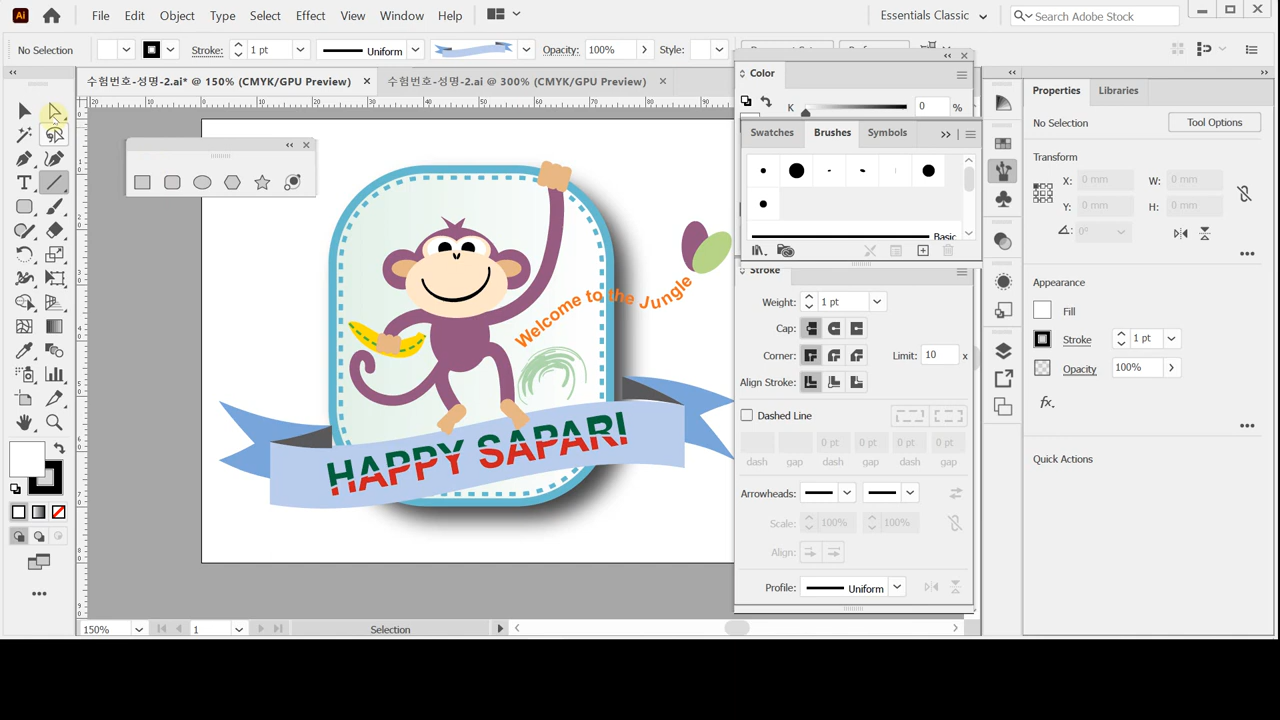 Ai File Edit Object Type Select Effect View Window Help Essentials Classic Search Adobe Stock
No Selection Stroke: 1 pt Uniform Opacity: 100% Style:
수험번호-성명-2.ai* @ 150% (CMYK/GPU Preview) 수험번호-성명-2.ai @ 300% (CMYK/GPU Preview)
Color
K 0 %
Swatches Brushes Symbols
Basic
Stroke
Weight: 1 pt
Cap:
Corner: Limit: 10 x
Align Stroke:
Dashed Line
0 pt 0 pt 0 pt
dash gap dash gap dash gap
Arrowheads:
Scale: 100% 100%
Align:
Profile: Uniform
Properties Libraries
No Selection Tool Options
Transform
X: 0 mm W: 0 mm
Y: 0 mm H: 0 mm
0°
Appearance
Fill
Stroke 1 pt
Opacity 100%
fx.
Quick Actions
Welcome to the Jungle
HAPPY SAPARI
150% 1 Selection